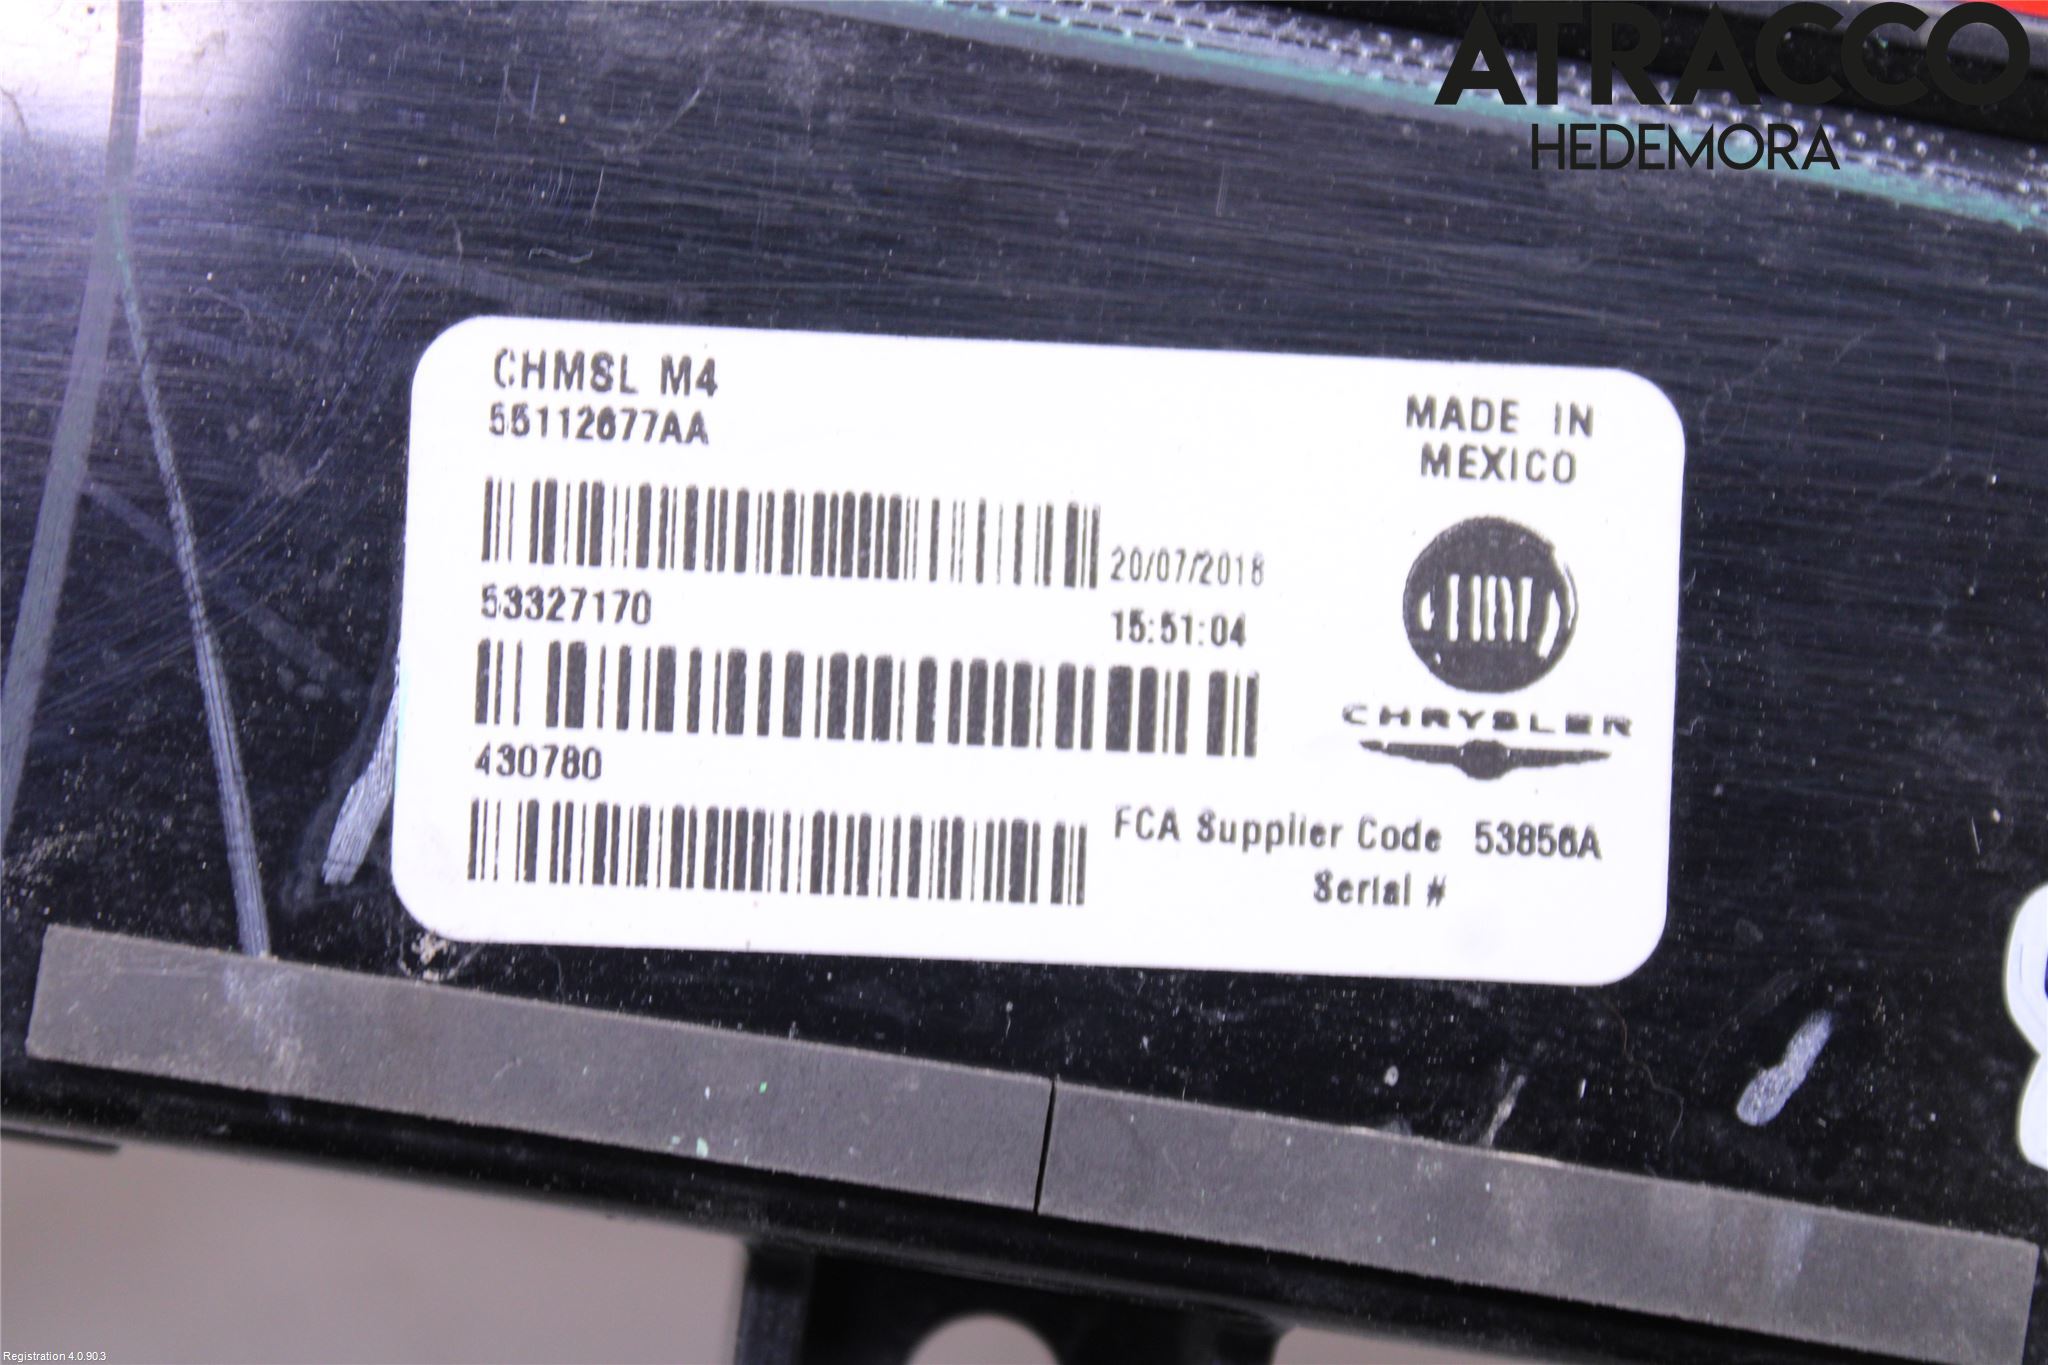 ATRACCO
HEDEMORA
CHMSL M4
55112677AA
MADE IN
MEXICO
20/07/2018
53327170
15:51:04
CHRYSLER
430780
FCA Supplier Code 53856A
Serial #
Registration 4.0.90.3